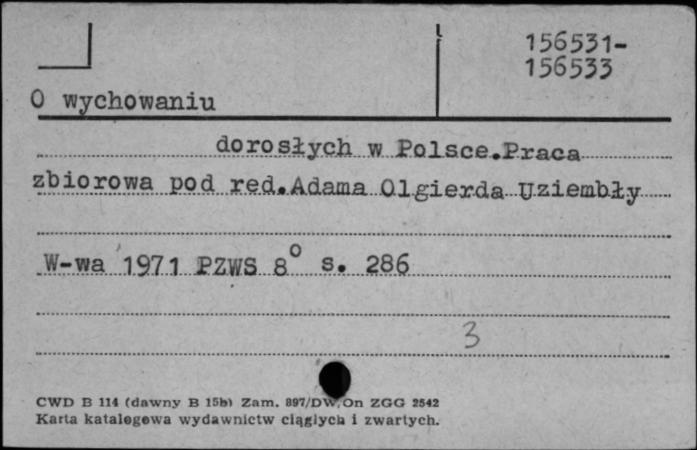 156531-
156533
O wychowaniu
dorosłych w Polsce.Praca
zbiorowa pod red.Adama Olgierda Uziembły
W-wa 1971 PZWS 8° s. 286
3
CWD B 114 (dawny B 15b) Zam. 897/DW/On ZGG 2542
Karta katalogowa wydawnictw ciągłych i zwartych.